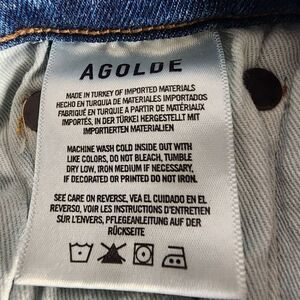 AGOLDE
MADE IN TURKEY OF IMPORTED MATERIALS
HECHO EN TURQUIA DE MATERIALES IMPORTADOS
FABRIQUÉ EN TURQUIE A PARTIR DE MATÉRIAUX
IMPORTÉS, IN DER TÜRKEI HERGESTELLT MIT
IMPORTIERTEN MATERIALIEN
MACHINE WASH COLD INSIDE OUT WITH
LIKE COLORS, DO NOT BLEACH, TUMBLE
DRY LOW, IRON MEDIUM IF NECESSARY,
IF DECORATED OR PRINTED DO NOT IRON.
SEE CARE ON REVERSE, VEA EL CUIDADO EN EL
REVERSO, VOIR LES INSTRUCTIONS D'ENTRETIEN
SUR L'ENVERS, PFLEGEANLEITUNG AUF DER
RÜCKSEITE